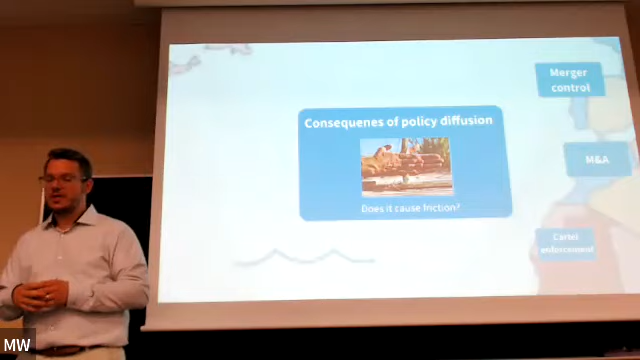 Merger
control
Consequenes of policy diffusion
M&A
Does it cause friction?
Cartel
enforcement
MW